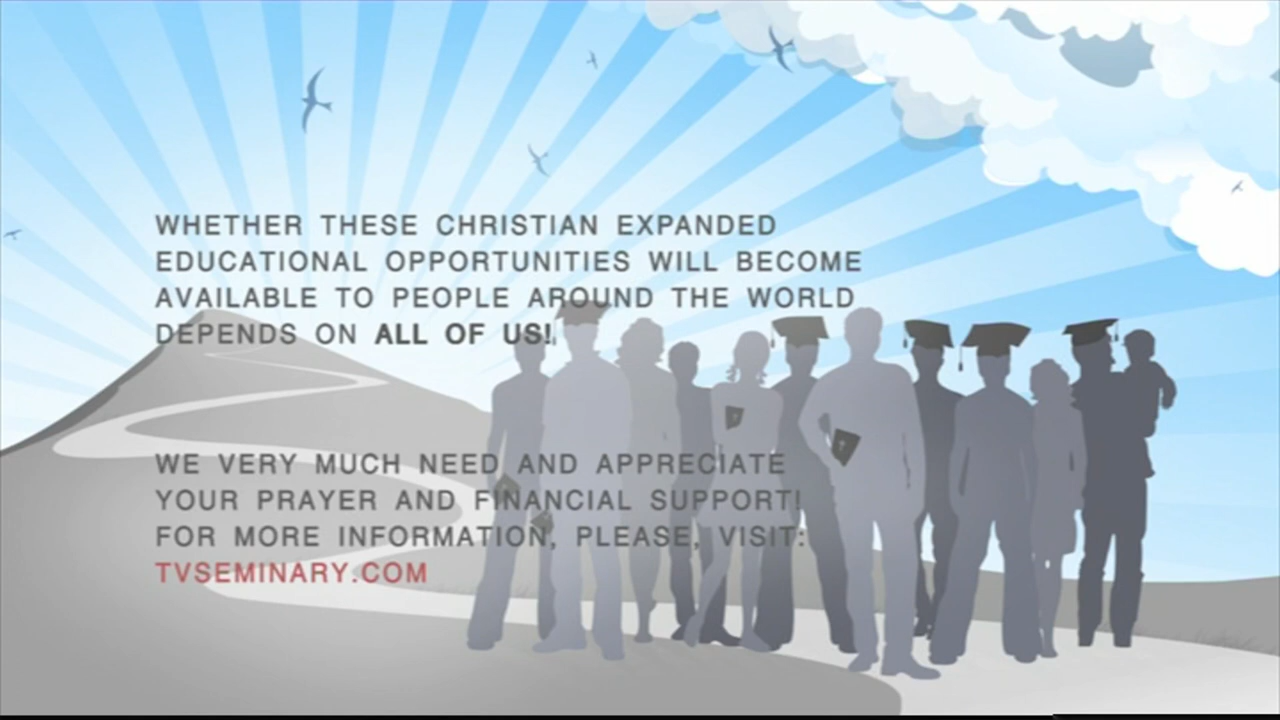 WHETHER THESE CHRISTIAN EXPANDED
EDUCATIONAL OPPORTUNITIES WILL BECOME
AVAILABLE TO PEOPLE AROUND THE WORLD
DEPENDS ON ALL OF US!
WE VERY MUCH NEED AND APPRECIATE
YOUR PRAYER AND FINANCIAL SUPPORT!
FOR MORE INFORMATION, PLEASE, VISIT:
TVSEMINARY.COM